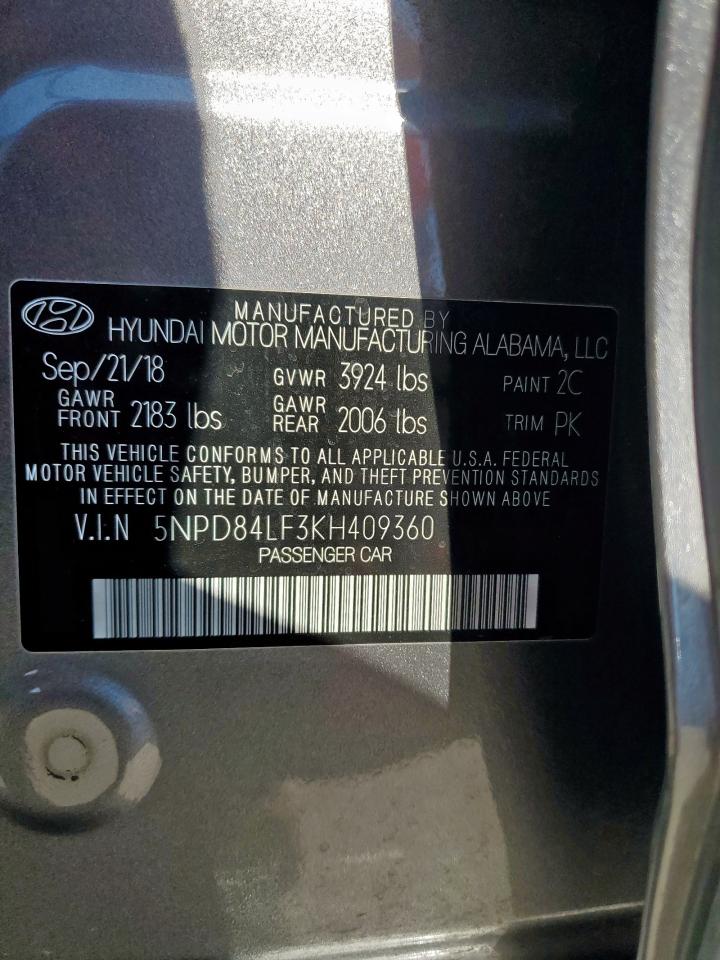 MANUFACTURED BY
HYUNDAI MOTOR MANUFACTURING ALABAMA, LLC
Sep/21/18 GVWR 3924 lbs PAINT 2C
GAWR FRONT 2183 lbs GAWR REAR 2006 lbs TRIM PK
THIS VEHICLE CONFORMS TO ALL APPLICABLE U.S.A. FEDERAL
MOTOR VEHICLE SAFETY, BUMPER, AND THEFT PREVENTION STANDARDS
IN EFFECT ON THE DATE OF MANUFACTURE SHOWN ABOVE.
V.I.N 5NPD84LF3KH409360
PASSENGER CAR